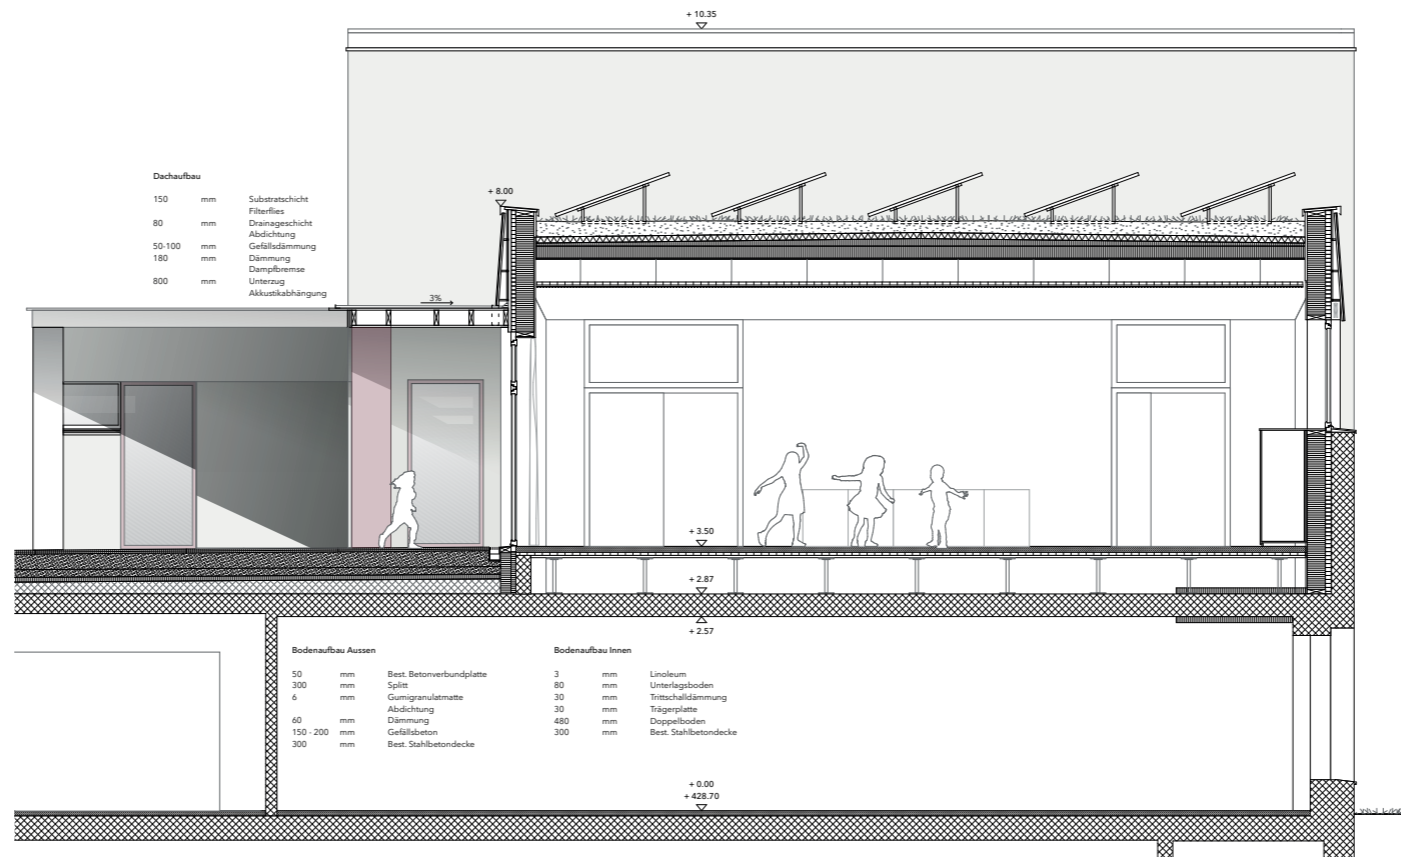 + 10.35
Dachaufbau
150 mm Substratschicht
Filterflies
80 mm Drainageschicht
Abdichtung
50-100 mm Gefällsdämmung
180 mm Dämmung
Dampfbremse
800 mm Unterzug
Akkustikabhängung
+ 8.00
3%
+ 3.50
+ 2.87
+ 2.57
Bodenaufbau Aussen
50 mm Best. Betonverbundplatte
300 mm Splitt
6 mm Gumigranulatmatte
Abdichtung
60 mm Dämmung
150 - 200 mm Gefällsbeton
300 mm Best. Stahlbetondecke
Bodenaufbau Innen
3 mm Linoleum
80 mm Unterlagsboden
30 mm Trittschalldämmung
30 mm Trägerplatte
480 mm Doppelboden
300 mm Best. Stahlbetondecke
+ 0.00
+ 428.70